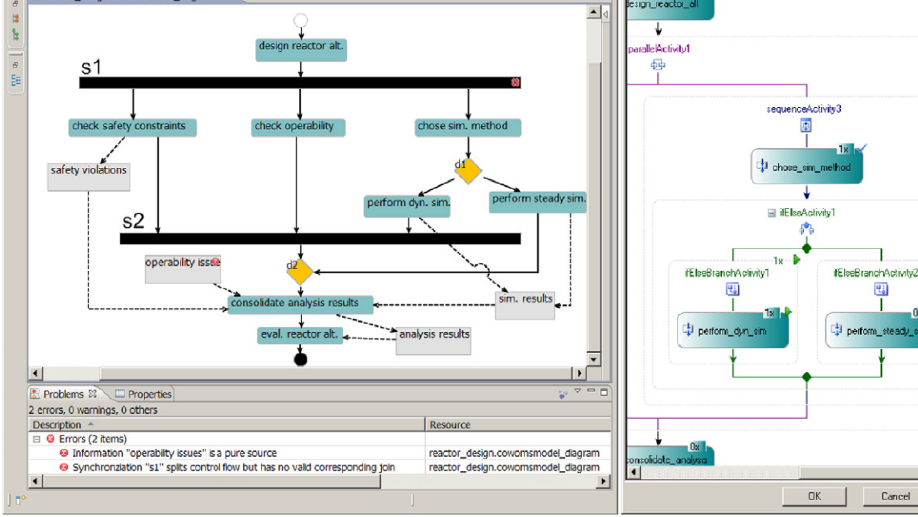 design reactor alt.
s1
check safety constraints
check operability
chose sim. method
safety violations
d1
perform dyn. sim.
perform steady sim.
s2
operability issue
d2
consolidate analysis results
sim. results
eval. reactor alt.
analysis results
Problems
Properties
2 errors, 0 warnings, 0 others
Description
Resource
Errors (2 items)
Information "operability issues" is a pure source
reactor_design.cowomsmodel_diagram
Synchronziation "s1" splits control flow but has no valid corresponding join
reactor_design.cowomsmodel_diagram
design_reactor_alt
parallelActivity1
sequenceActivity3
1x
chose_sim_method
ifElseActivity1
1x
ifElseBranchActivity1
ifElseBranchActivity2
1x
perform_dyn_sim
perform_steady_s
0x
consolidate_analysa
OK
Cancel